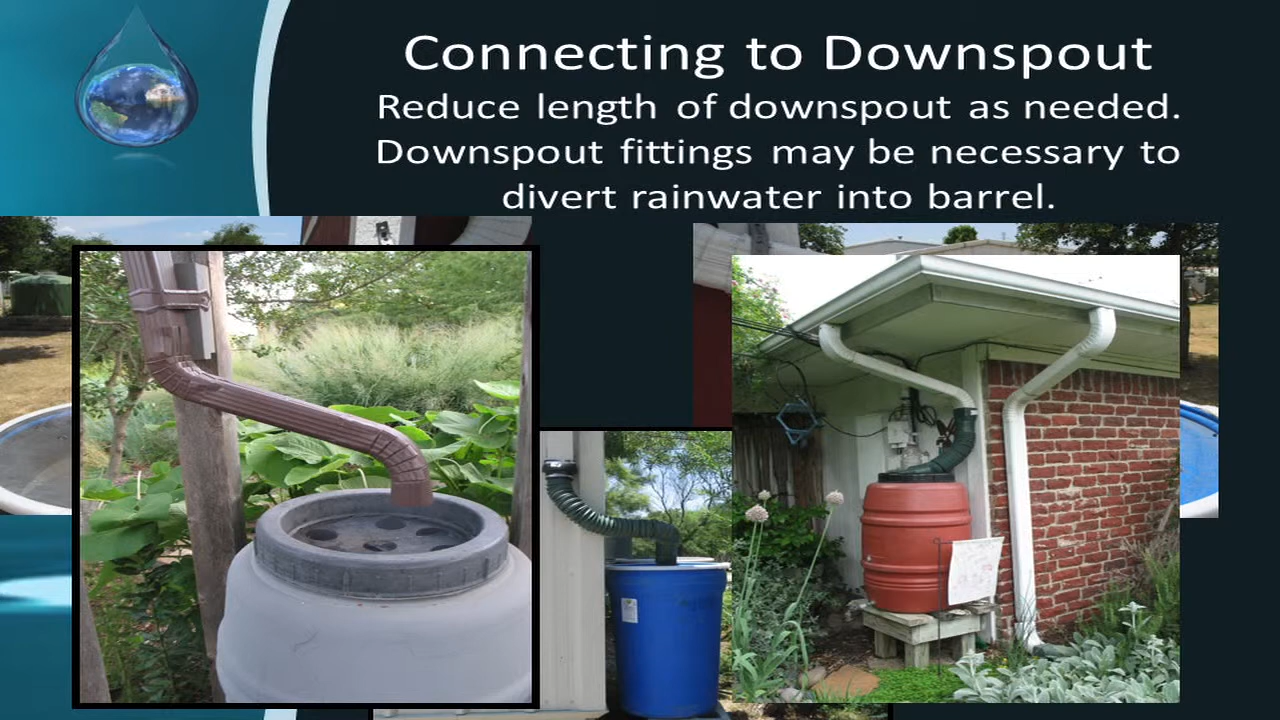 Connecting to Downspout
Reduce length of downspout as needed.
Downspout fittings may be necessary to
divert rainwater into barrel.